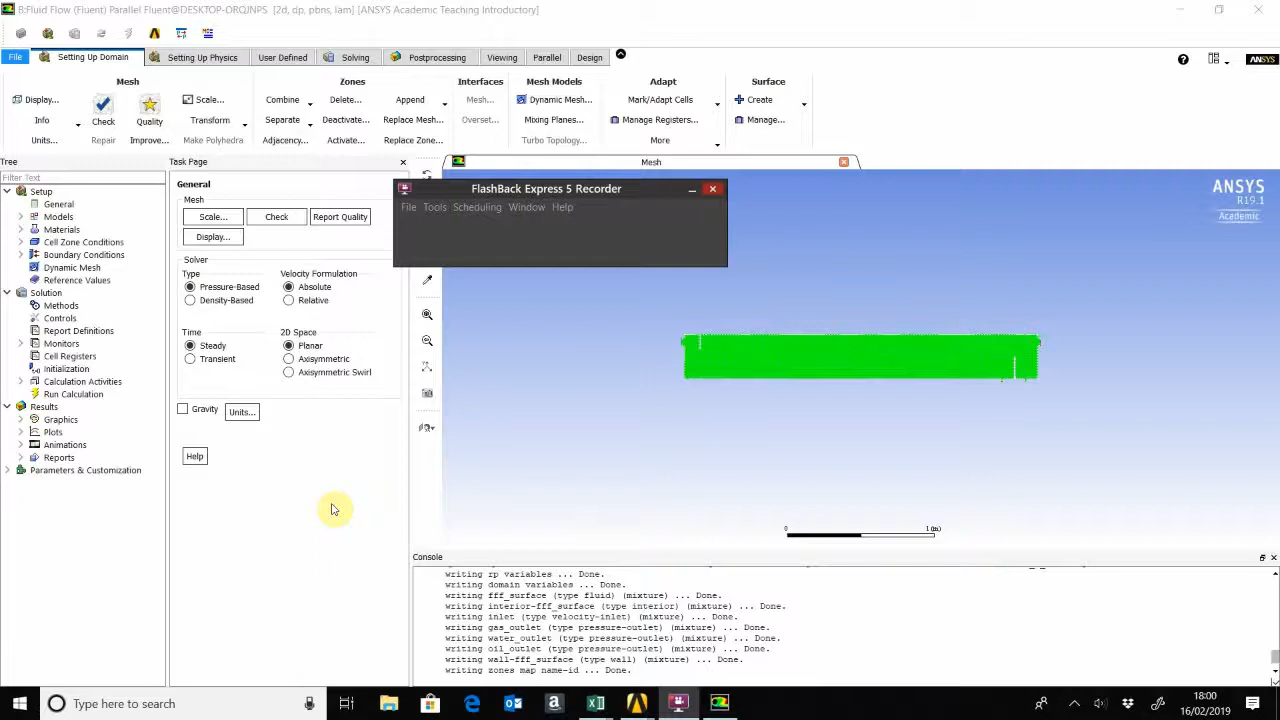 B:Fluid Flow (Fluent) Parallel Fluent@DESKTOP-ORQJNPS [2d, dp, pbns, lam] [ANSYS Academic Teaching Introductory]
File Setting Up Domain Setting Up Physics User Defined Solving Postprocessing Viewing Parallel Design ANSYS
Mesh Zones Interfaces Mesh Models Adapt Surface
Display... Scale... Combine Delete... Append Mesh... Dynamic Mesh... Mark/Adapt Cells Create
Info Check Quality Transform Separate Deactivate... Replace Mesh... Overset... Mixing Planes... Manage Registers... Manage...
Units... Repair Improve... Make Polyhedra Adjacency... Activate... Replace Zone... Turbo Topology... More
Tree Task Page Mesh
Filter Text
Setup
General
Models
Materials
Cell Zone Conditions
Boundary Conditions
Dynamic Mesh
Reference Values
Solution
Methods
Controls
Report Definitions
Monitors
Cell Registers
Initialization
Calculation Activities
Run Calculation
Results
Graphics
Plots
Animations
Reports
Parameters & Customization
General
Mesh
Scale... Check Report Quality
Display...
Solver
Type Velocity Formulation
Pressure-Based Absolute
Density-Based Relative
Time 2D Space
Steady Planar
Transient Axisymmetric
Axisymmetric Swirl
Gravity Units...
Help
FlashBack Express 5 Recorder
File Tools Scheduling Window Help
ANSYS
R19.1
Academic
0 1 (m)
Console
writing rp variables ... Done.
writing domain variables ... Done.
writing fff_surface (type fluid) (mixture) ... Done.
writing interior-fff_surface (type interior) (mixture) ... Done.
writing inlet (type velocity-inlet) (mixture) ... Done.
writing gas_outlet (type pressure-outlet) (mixture) ... Done.
writing water_outlet (type pressure-outlet) (mixture) ... Done.
writing oil_outlet (type pressure-outlet) (mixture) ... Done.
writing wall-fff_surface (type wall) (mixture) ... Done.
writing zones map name-id ... Done.
Type here to search
18:00
16/02/2019